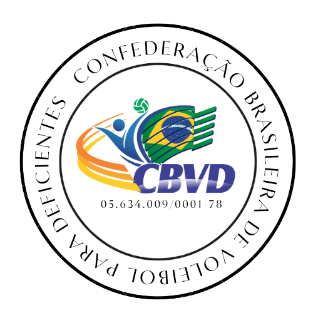 CONFEDERAÇÃO BRASILEIRA DE VOLEIBOL PARA DEFICIENTES
CBVD
05.634.009/0001-78